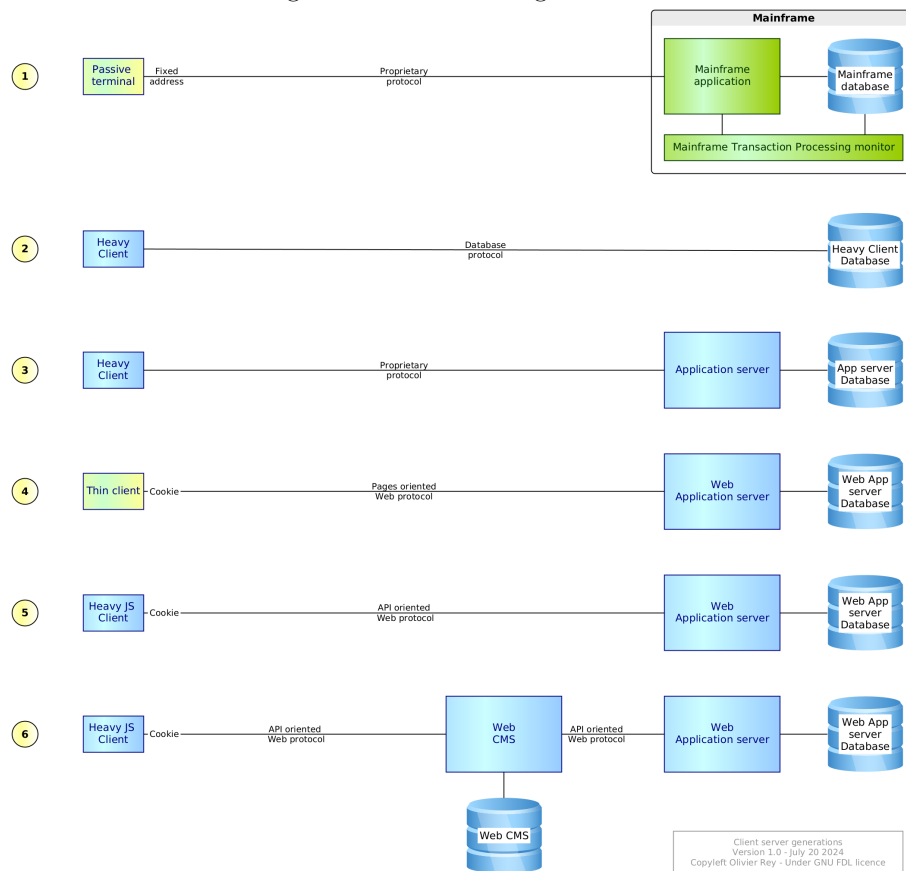 Mainframe
1
Passive
terminal
Fixed
address
Proprietary
protocol
Mainframe
application
Mainframe
database
Mainframe Transaction Processing monitor
2
Heavy
Client
Database
protocol
Heavy Client
Database
3
Heavy
Client
Proprietary
protocol
Application server
App server
Database
4
Thin client
Cookie
Pages oriented
Web protocol
Web
Application server
Web App
server
Database
5
Heavy JS
Client
Cookie
API oriented
Web protocol
Web
Application server
Web App
server
Database
6
Heavy JS
Client
Cookie
API oriented
Web protocol
Web
CMS
API oriented
Web protocol
Web
Application server
Web App
server
Database
Web CMS
Client server generations
Version 1.0 - July 20 2024
Copyleft Olivier Rey - Under GNU FDL licence